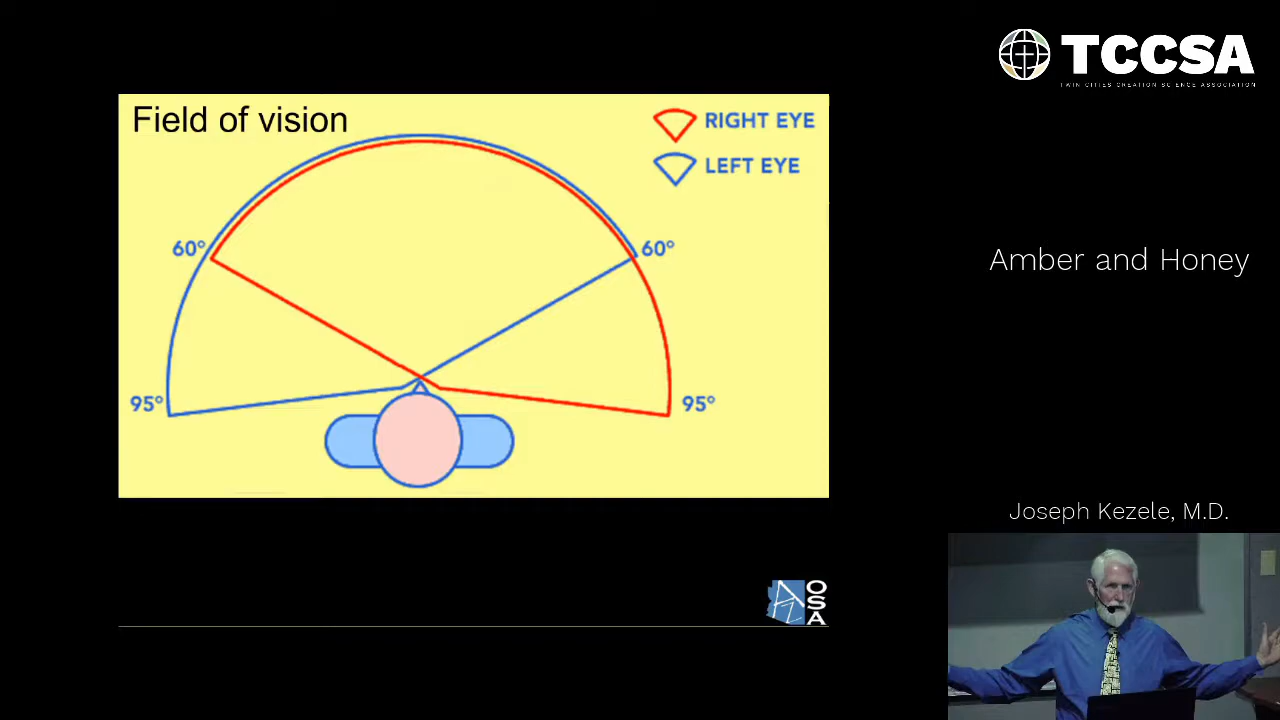 Field of vision
RIGHT EYE
LEFT EYE
60°
60°
95°
95°
OSA
TCCSA
TWIN CITIES CREATION SCIENCE ASSOCIATION
Amber and Honey
Joseph Kezele, M.D.